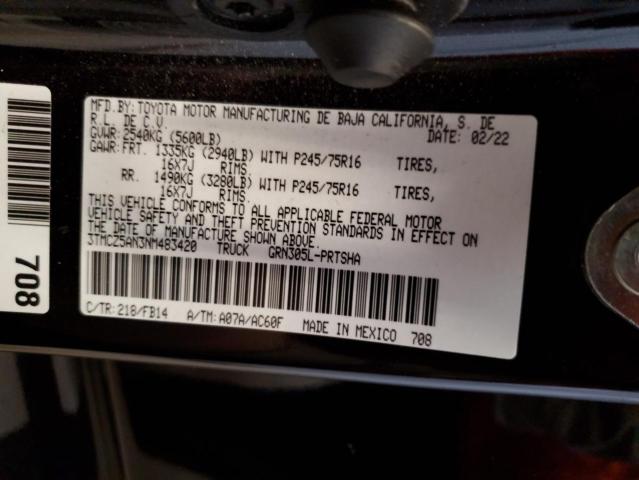 MFD.BY:TOYOTA MOTOR MANUFACTURING DE BAJA CALIFORNIA, S. DE
R.L. DE C.V. DATE: 02/22
GVWR:2540KG (5600LB)
GAWR:FRT. 1335KG (2940LB) WITH P245/75R16 TIRES,
16X7J RIMS.
RR. 1490KG (3280LB) WITH P245/75R16 TIRES,
16X7J RIMS.
THIS VEHICLE CONFORMS TO ALL APPLICABLE FEDERAL MOTOR
VEHICLE SAFETY AND THEFT PREVENTION STANDARDS IN EFFECT ON
THE DATE OF MANUFACTURE SHOWN ABOVE.
3TMCZ5AN3NM483420 TRUCK GRN305L-PRTSHA
C/TR:218/FB14 A/TM:A07A/AC60F MADE IN MEXICO 708
708